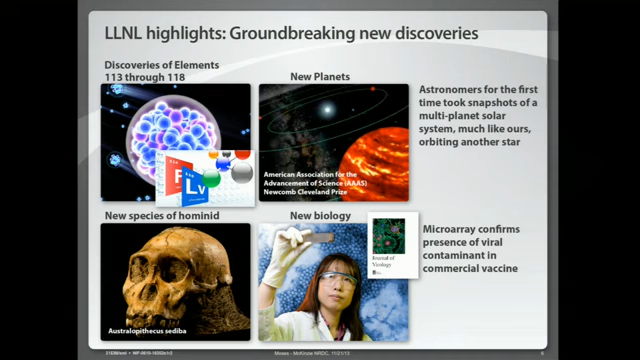 LLNL highlights: Groundbreaking new discoveries
Discoveries of Elements
113 through 118
New Planets
Astronomers for the first
time took snapshots of a
multi-planet solar
system, much like ours,
orbiting another star
Fl
Lv
American Association for the
Advancement of Science (AAAS)
Newcomb Cleveland Prize
New species of hominid
New biology
Journal of
Virology
Microarray confirms
presence of viral
contaminant in
commercial vaccine
Australopithecus sediba
Moses - McKinzie NRDC, 11/21/13